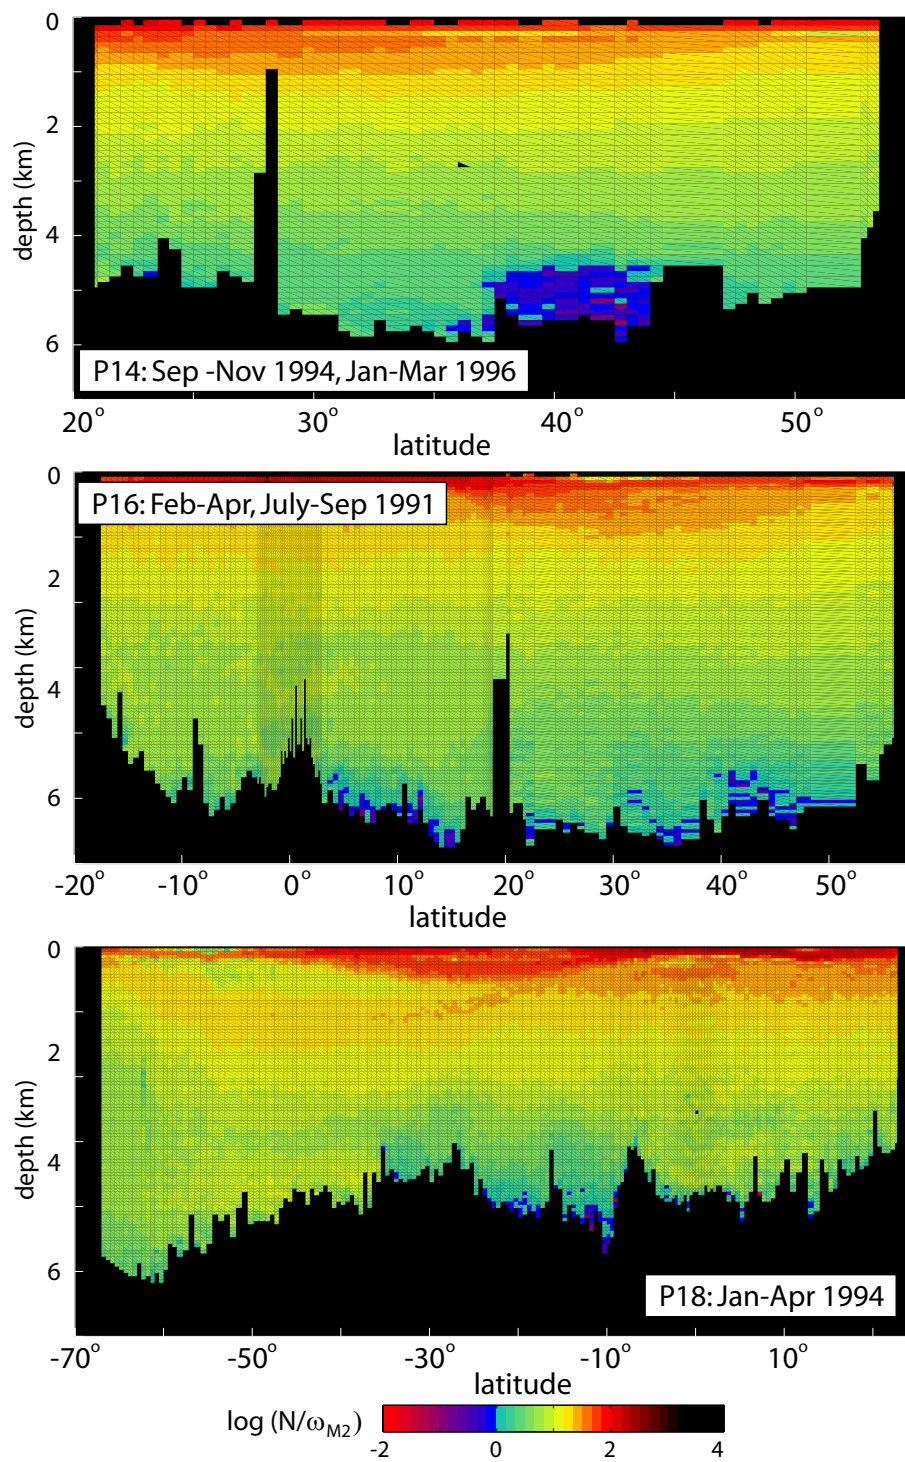 0
2
4
6
depth (km)
P14: Sep -Nov 1994, Jan-Mar 1996
20° 30° 40° 50°
latitude
0
2
4
6
depth (km)
P16: Feb-Apr, July-Sep 1991
-20° -10° 0° 10° 20° 30° 40° 50°
latitude
0
2
4
6
depth (km)
P18: Jan-Apr 1994
-70° -50° -30° -10° 10°
latitude
log (N/ω_M2)
-2 0 2 4